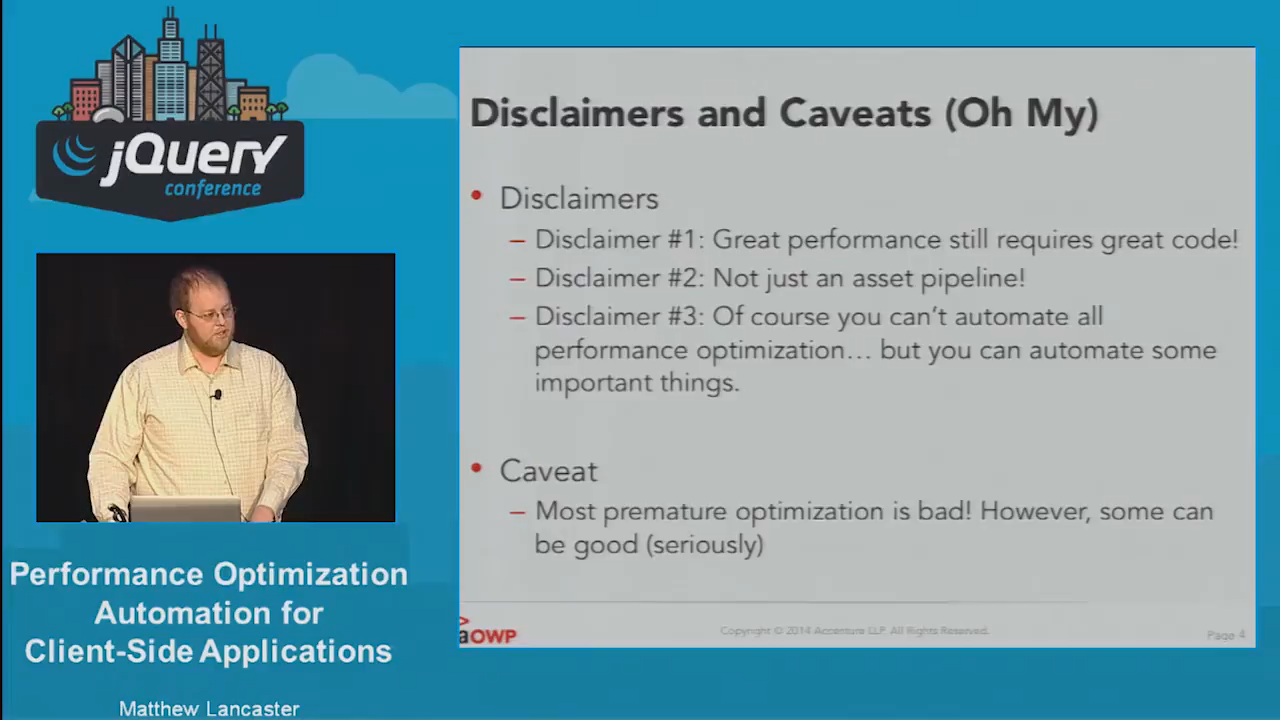 jQuery
conference
Performance Optimization
Automation for
Client-Side Applications
Matthew Lancaster
Disclaimers and Caveats (Oh My)
• Disclaimers
– Disclaimer #1: Great performance still requires great code!
– Disclaimer #2: Not just an asset pipeline!
– Disclaimer #3: Of course you can’t automate all
performance optimization… but you can automate some
important things.
• Caveat
– Most premature optimization is bad! However, some can
be good (seriously)
aOWP
Copyright © 2014 Accenture LLP. All Rights Reserved.
Page 4